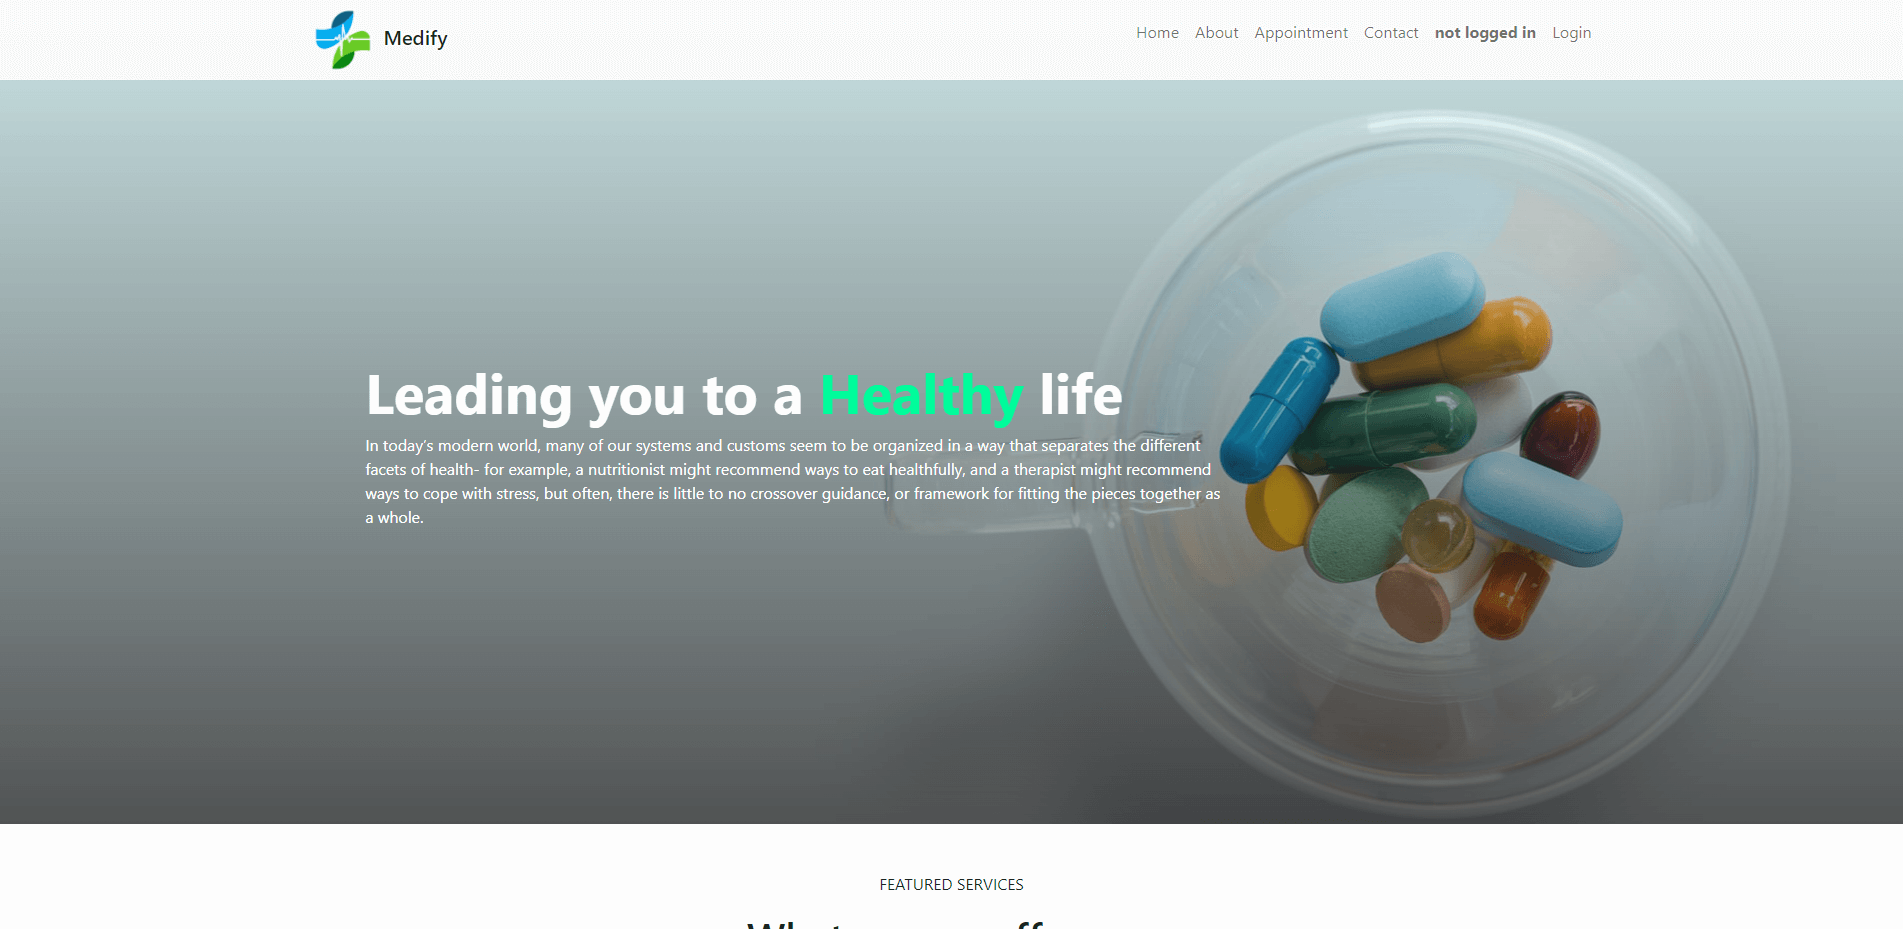 Medify
Home About Appointment Contact not logged in Login
Leading you to a Healthy life
In today's modern world, many of our systems and customs seem to be organized in a way that separates the different
facets of health- for example, a nutritionist might recommend ways to eat healthfully, and a therapist might recommend
ways to cope with stress, but often, there is little to no crossover guidance, or framework for fitting the pieces together as
a whole.
FEATURED SERVICES